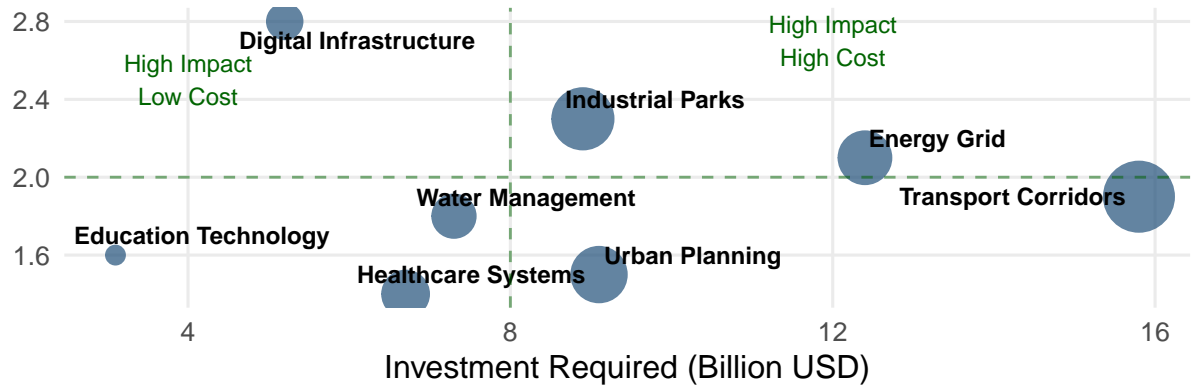 2.8
Digital Infrastructure
High Impact
Low Cost
High Impact
High Cost
2.4
Industrial Parks
Energy Grid
2.0
Water Management
Transport Corridors
Education Technology
1.6
Urban Planning
Healthcare Systems
4
8
12
16
Investment Required (Billion USD)